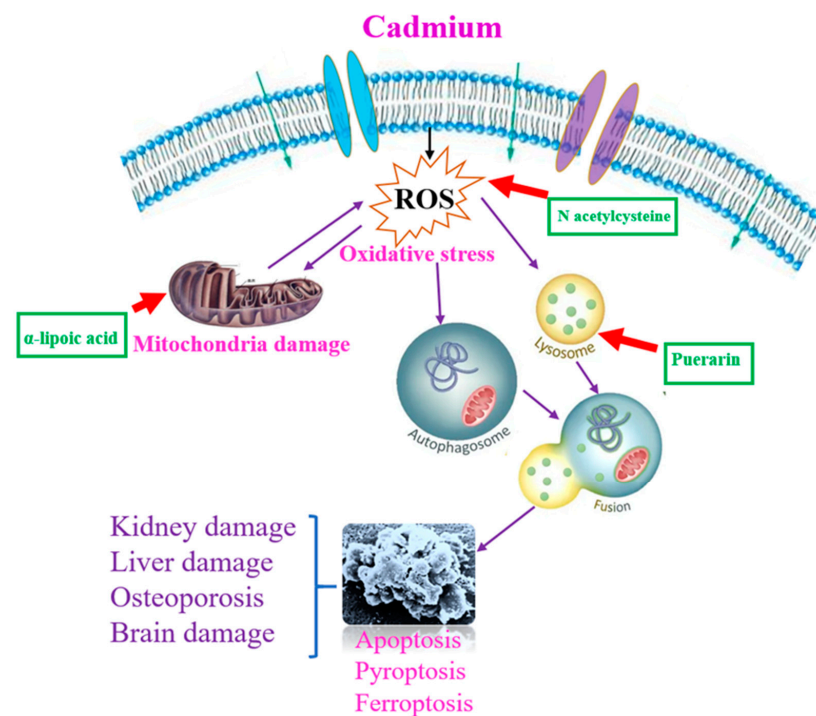 Cadmium
ROS
N acetylcysteine
Oxidative stress
α-lipoic acid
Mitochondria damage
Lysosome
Puerarin
Autophagosome
Fusion
Kidney damage
Liver damage
Osteoporosis
Brain damage
Apoptosis
Pyroptosis
Ferroptosis